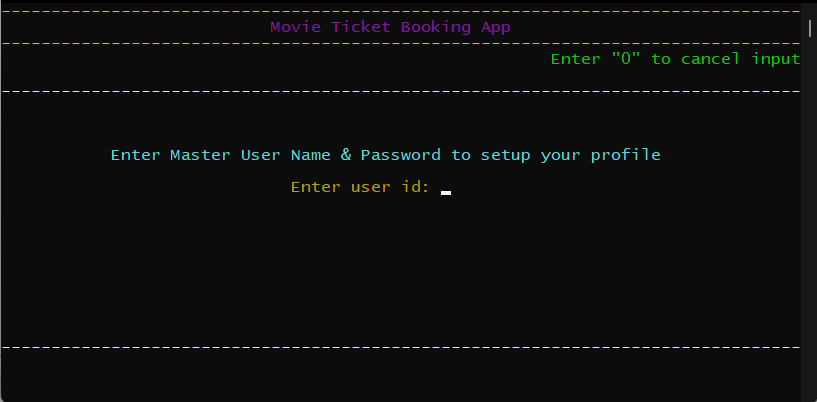 --------------------------------------------------------------------------------
Movie Ticket Booking App
--------------------------------------------------------------------------------
Enter "0" to cancel input
--------------------------------------------------------------------------------
Enter Master User Name & Password to setup your profile
Enter user id:
--------------------------------------------------------------------------------